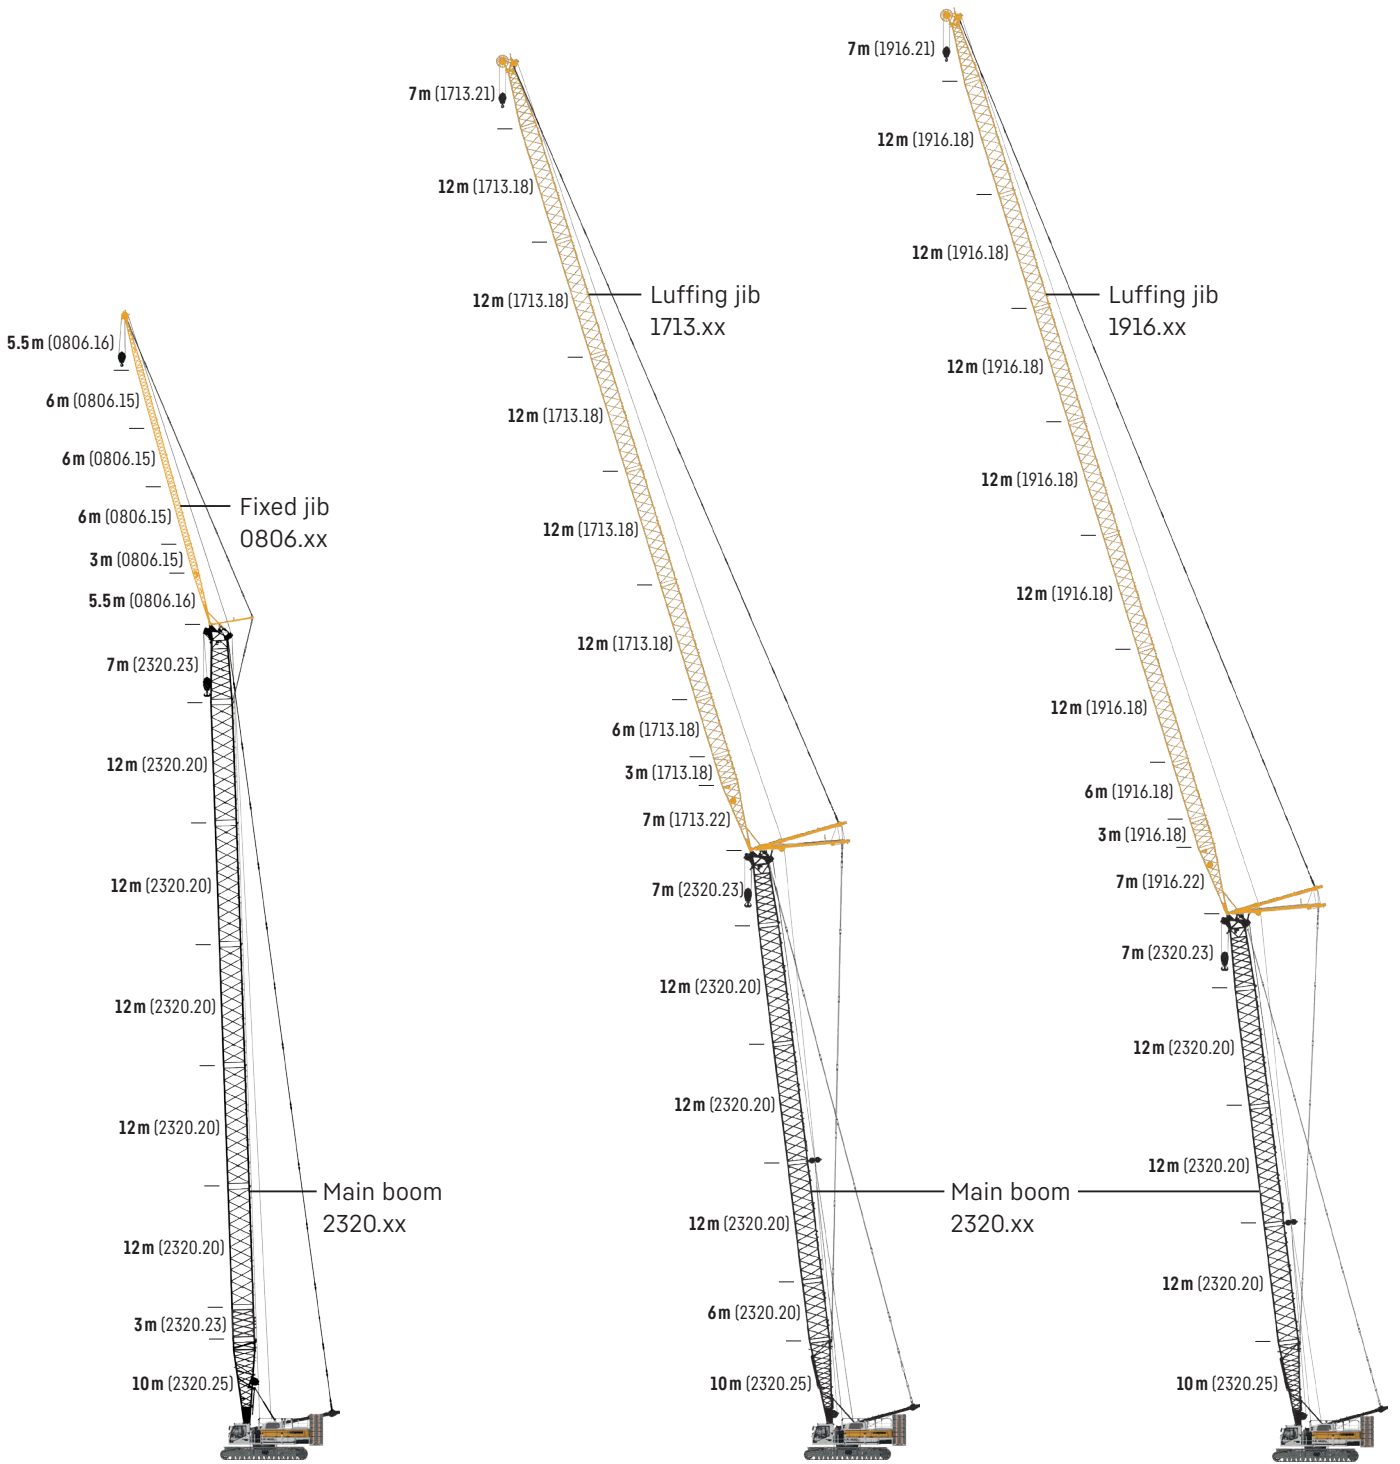 5.5 m (0806.16)
6 m (0806.15)
6 m (0806.15)
6 m (0806.15)
3 m (0806.15)
5.5 m (0806.16)
Fixed jib
0806.xx
7 m (2320.23)
12 m (2320.20)
12 m (2320.20)
12 m (2320.20)
12 m (2320.20)
12 m (2320.20)
3 m (2320.23)
10 m (2320.25)
Main boom
2320.xx
7 m (1713.21)
12 m (1713.18)
12 m (1713.18)
12 m (1713.18)
12 m (1713.18)
12 m (1713.18)
6 m (1713.18)
3 m (1713.18)
7 m (1713.22)
Luffing jib
1713.xx
7 m (2320.23)
12 m (2320.20)
12 m (2320.20)
12 m (2320.20)
6 m (2320.20)
10 m (2320.25)
Main boom
2320.xx
7 m (1916.21)
12 m (1916.18)
12 m (1916.18)
12 m (1916.18)
12 m (1916.18)
12 m (1916.18)
12 m (1916.18)
6 m (1916.18)
3 m (1916.18)
7 m (1916.22)
Luffing jib
1916.xx
7 m (2320.23)
12 m (2320.20)
12 m (2320.20)
12 m (2320.20)
10 m (2320.25)